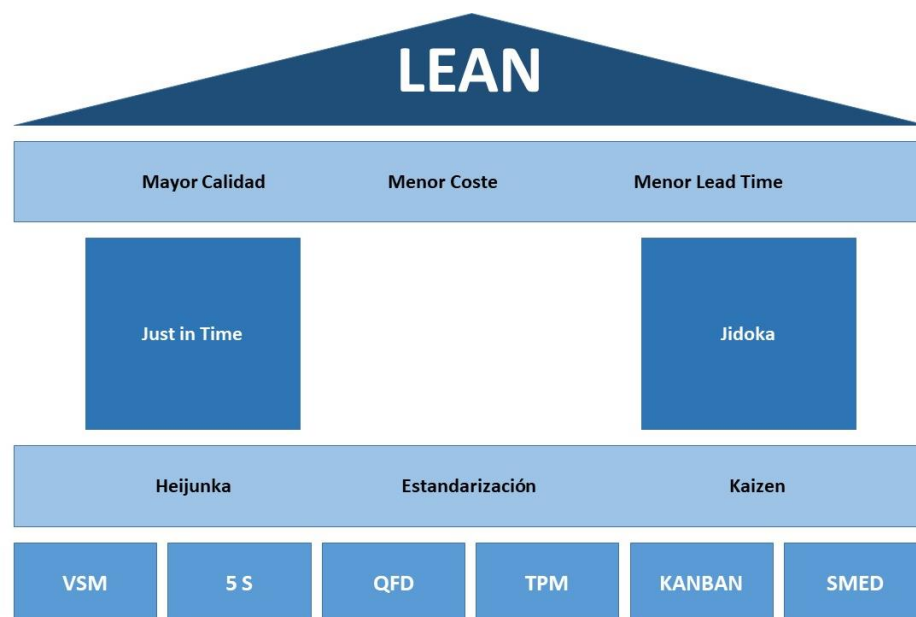 LEAN
Mayor Calidad Menor Coste Menor Lead Time
Just in Time Jidoka
Heijunka Estandarización Kaizen
VSM 5 S QFD TPM KANBAN SMED